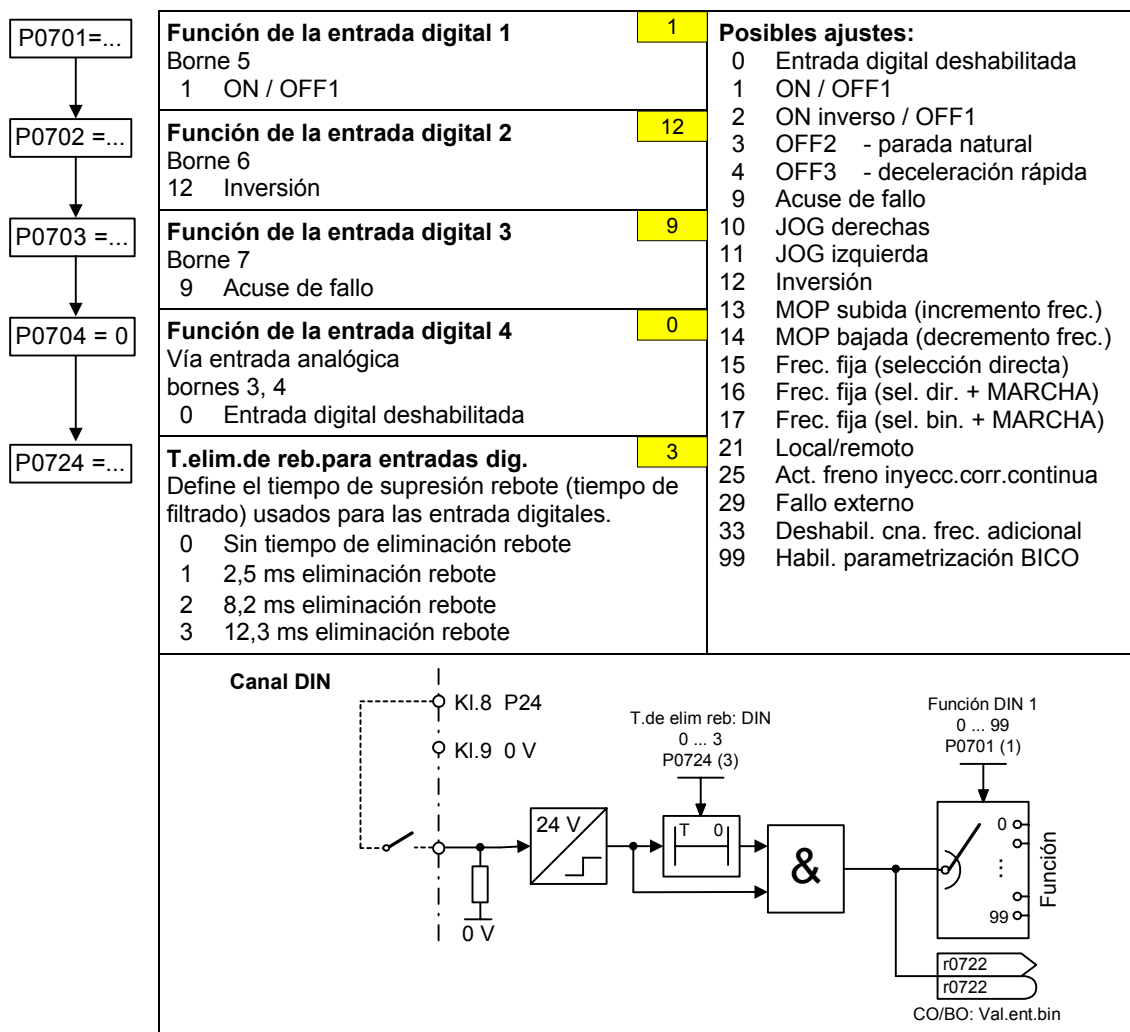 P0701=...
P0702 =...
P0703 =...
P0704 = 0
P0724 =...
Función de la entrada digital 1
1
Borne 5
1 ON / OFF1
Función de la entrada digital 2
12
Borne 6
12 Inversión
Función de la entrada digital 3
9
Borne 7
9 Acuse de fallo
Función de la entrada digital 4
0
Vía entrada analógica
bornes 3, 4
0 Entrada digital deshabilitada
T.elim.de reb.para entradas dig.
3
Define el tiempo de supresión rebote (tiempo de
filtrado) usados para las entrada digitales.
0 Sin tiempo de eliminación rebote
1 2,5 ms eliminación rebote
2 8,2 ms eliminación rebote
3 12,3 ms eliminación rebote
Posibles ajustes:
0 Entrada digital deshabilitada
1 ON / OFF1
2 ON inverso / OFF1
3 OFF2 - parada natural
4 OFF3 - deceleración rápida
9 Acuse de fallo
10 JOG derechas
11 JOG izquierda
12 Inversión
13 MOP subida (incremento frec.)
14 MOP bajada (decremento frec.)
15 Frec. fija (selección directa)
16 Frec. fija (sel. dir. + MARCHA)
17 Frec. fija (sel. bin. + MARCHA)
21 Local/remoto
25 Act. freno inyecc.corr.continua
29 Fallo externo
33 Deshabil. cna. frec. adicional
99 Habil. parametrización BICO
Canal DIN
Kl.8 P24
Kl.9 0 V
0 V
24 V
T.de elim reb: DIN
0 ... 3
P0724 (3)
T 0
&
Función DIN 1
0 ... 99
P0701 (1)
0
99
Función
r0722
r0722
CO/BO: Val.ent.bin